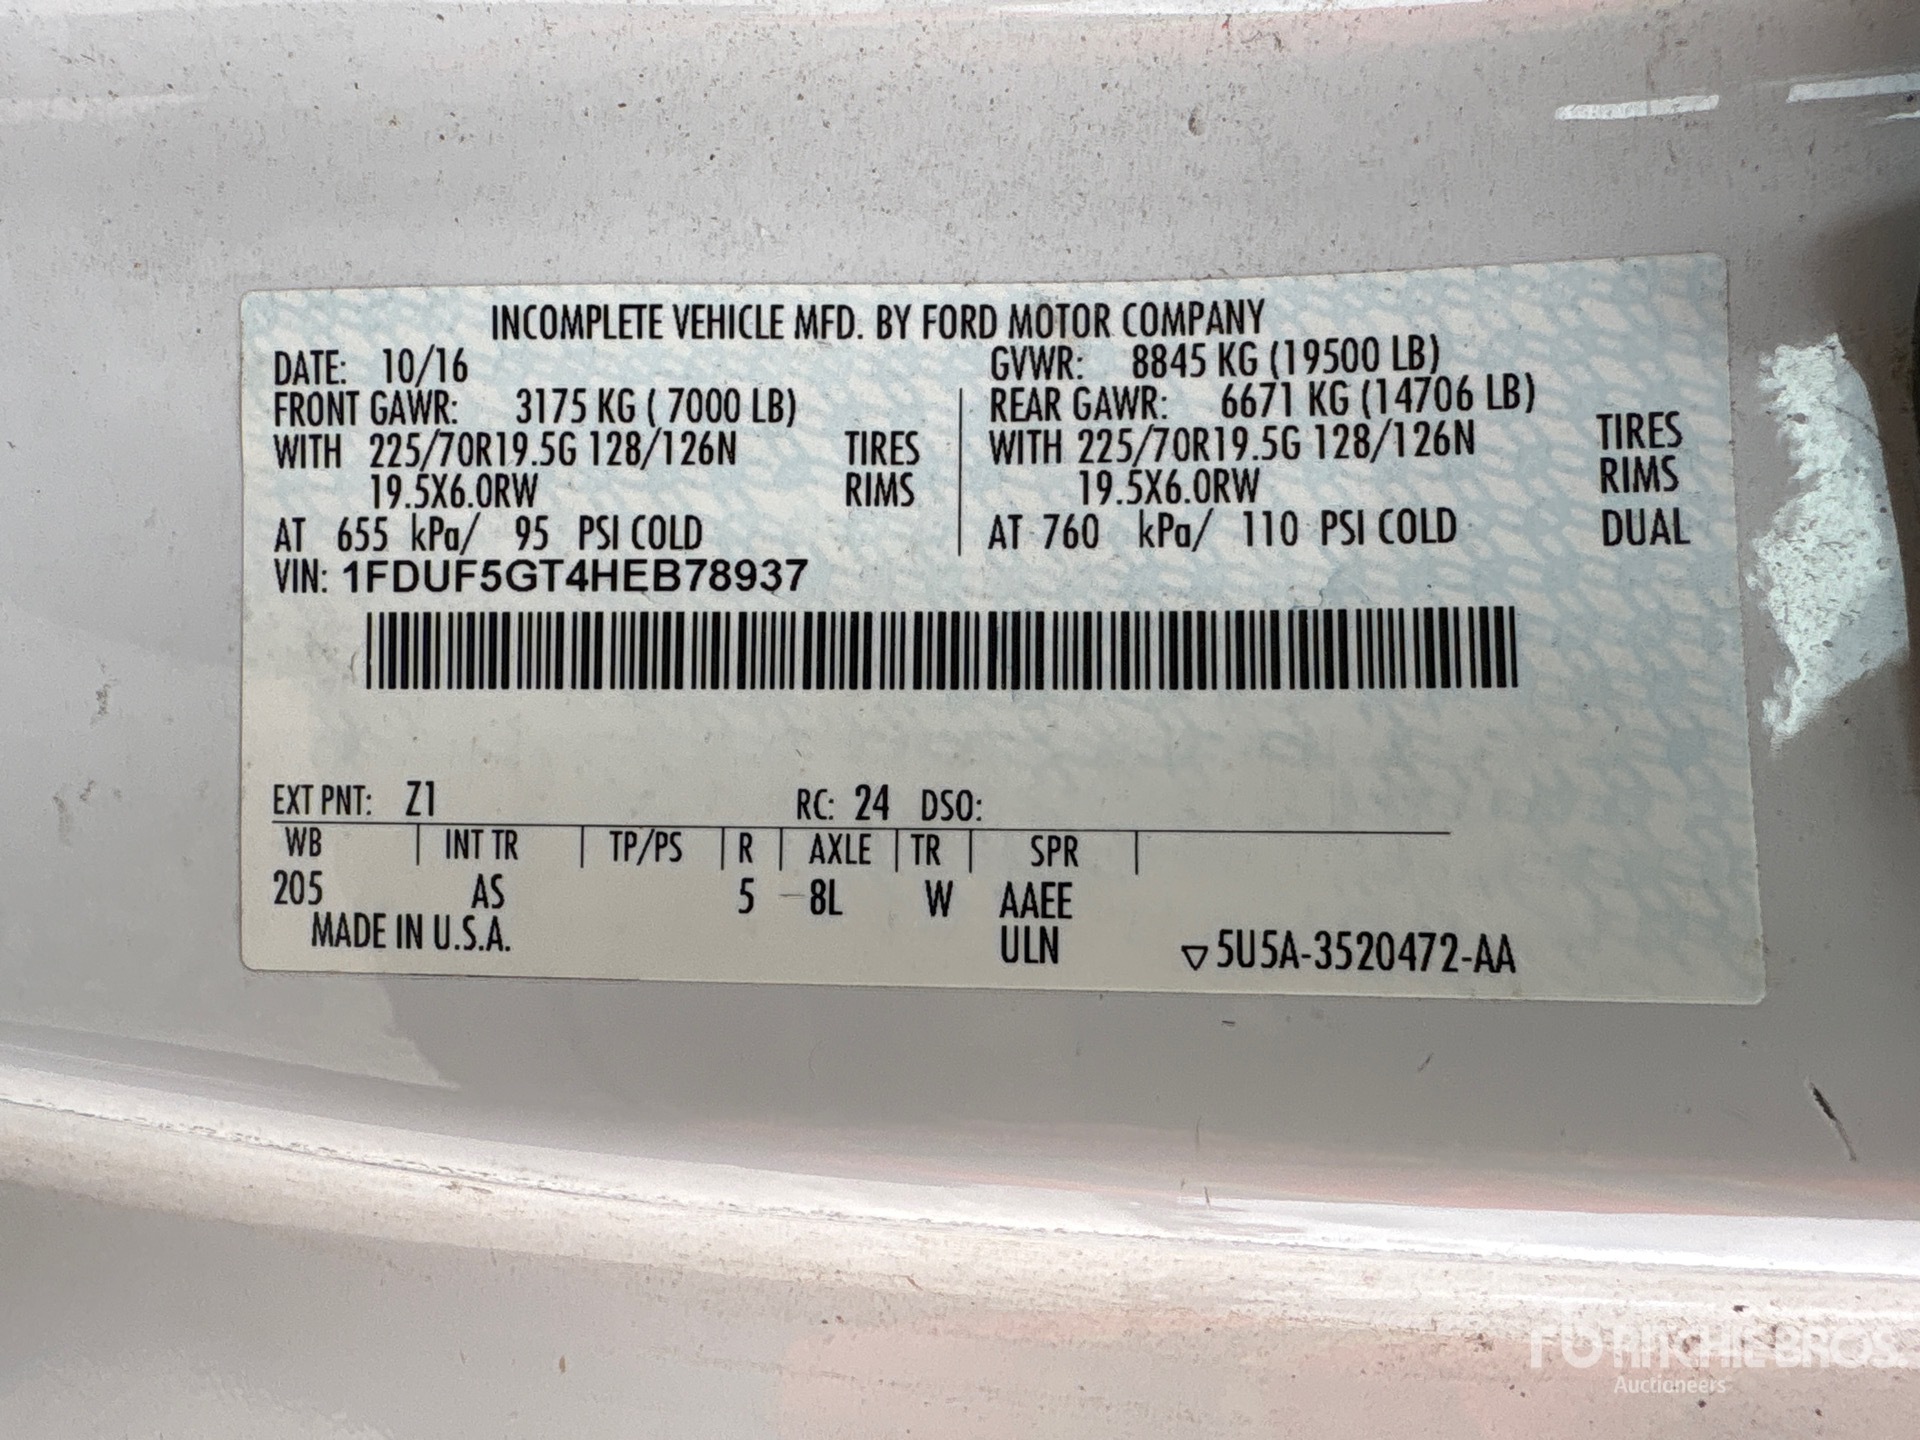 INCOMPLETE VEHICLE MFD. BY FORD MOTOR COMPANY
DATE: 10/16 GVWR: 8845 KG (19500 LB)
FRONT GAWR: 3175 KG ( 7000 LB) REAR GAWR: 6671 KG (14706 LB)
WITH 225/70R19.5G 128/126N TIRES WITH 225/70R19.5G 128/126N TIRES
19.5X6.0RW RIMS 19.5X6.0RW RIMS
AT 655 kPa/ 95 PSI COLD AT 760 kPa/ 110 PSI COLD DUAL
VIN: 1FDUF5GT4HEB78937
EXT PNT: Z1 RC: 24 DSO:
WB INT TR TP/PS R AXLE TR SPR
205 AS 5 8L W AAEE
MADE IN U.S.A. ULN ▽5U5A-3520472-AA
rb RITCHIE BROS.
Auctioneers